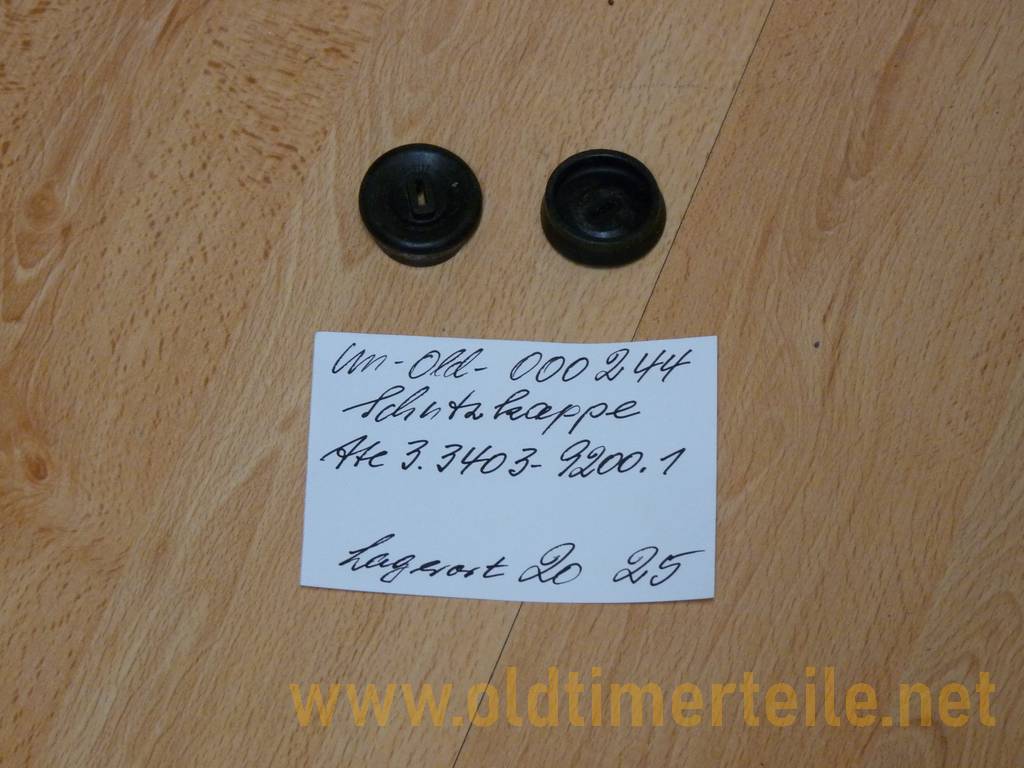 Un-Old-000244
Schutzkappe
Ate 3.3403-9200.1
Lagerort 20 25
www.oldtimerteile.net